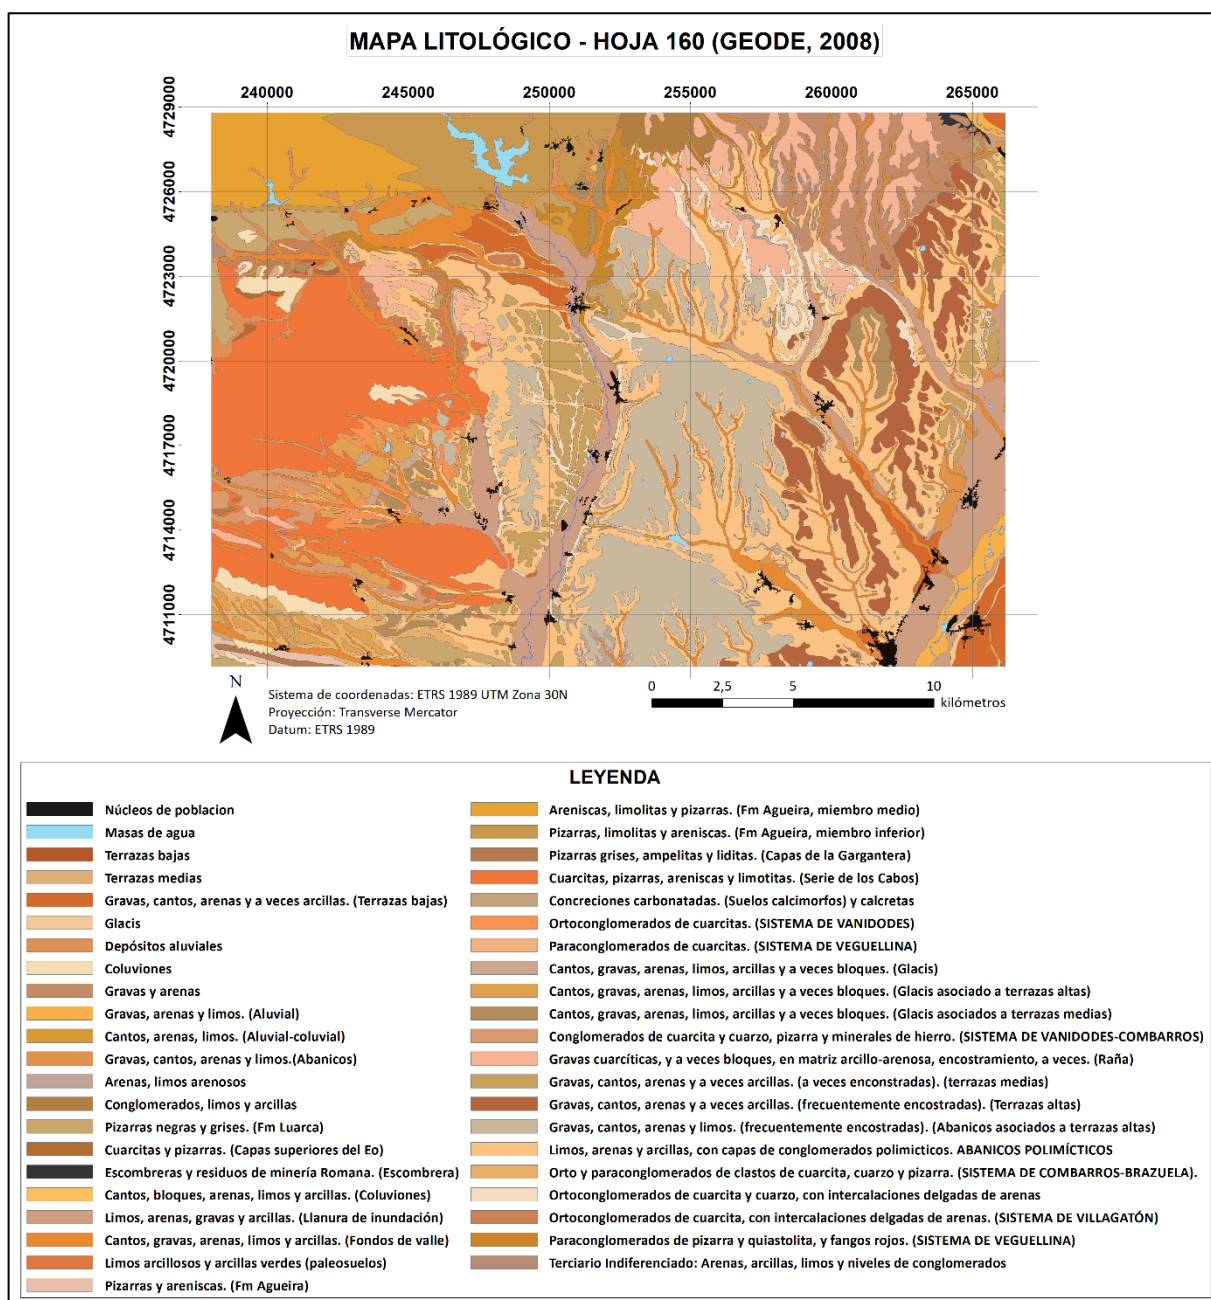 MAPA LITOLÓGICO - HOJA 160 (GEODE, 2008)
240000 245000 250000 255000 260000 265000
4729000
4726000
4723000
4720000
4717000
4714000
4711000
N
Sistema de coordenadas: ETRS 1989 UTM Zona 30N
Proyección: Transverse Mercator
Datum: ETRS 1989
0 2,5 5 10
kilómetros
LEYENDA
Núcleos de poblacion
Masas de agua
Terrazas bajas
Terrazas medias
Gravas, cantos, arenas y a veces arcillas. (Terrazas bajas)
Glacis
Depósitos aluviales
Coluviones
Gravas y arenas
Gravas, arenas y limos. (Aluvial)
Cantos, arenas, limos. (Aluvial-coluvial)
Gravas, cantos, arenas y limos.(Abanicos)
Arenas, limos arenosos
Conglomerados, limos y arcillas
Pizarras negras y grises. (Fm Luarca)
Cuarcitas y pizarras. (Capas superiores del Eo)
Escombreras y residuos de minería Romana. (Escombrera)
Cantos, bloques, arenas, limos y arcillas. (Coluviones)
Limos, arenas, gravas y arcillas. (Llanura de inundación)
Cantos, gravas, arenas, limos y arcillas. (Fondos de valle)
Limos arcillosos y arcillas verdes (paleosuelos)
Pizarras y areniscas. (Fm Agueira)
Areniscas, limolitas y pizarras. (Fm Agueira, miembro medio)
Pizarras, limolitas y areniscas. (Fm Agueira, miembro inferior)
Pizarras grises, ampelitas y liditas. (Capas de la Gargantera)
Cuarcitas, pizarras, areniscas y limotitas. (Serie de los Cabos)
Concreciones carbonatadas. (Suelos calcimorfos) y calcretas
Ortoconglomerados de cuarcitas. (SISTEMA DE VANIDODES)
Paraconglomerados de cuarcitas. (SISTEMA DE VEGUELLINA)
Cantos, gravas, arenas, limos, arcillas y a veces bloques. (Glacis)
Cantos, gravas, arenas, limos, arcillas y a veces bloques. (Glacis asociado a terrazas altas)
Cantos, gravas, arenas, limos, arcillas y a veces bloques. (Glacis asociados a terrazas medias)
Conglomerados de cuarcita y cuarzo, pizarra y minerales de hierro. (SISTEMA DE VANIDODES-COMBARROS)
Gravas cuarcíticas, y a veces bloques, en matriz arcillo-arenosa, encostramiento, a veces. (Raña)
Gravas, cantos, arenas y a veces arcillas. (a veces enconstradas). (terrazas medias)
Gravas, cantos, arenas y a veces arcillas. (frecuentemente encostradas). (Terrazas altas)
Gravas, cantos, arenas y limos. (frecuentemente encostradas). (Abanicos asociados a terrazas altas)
Limos, arenas y arcillas, con capas de conglomerados polimicticos. ABANICOS POLIMÍCTICOS
Orto y paraconglomerados de clastos de cuarcita, cuarzo y pizarra. (SISTEMA DE COMBARROS-BRAZUELA).
Ortoconglomerados de cuarcita y cuarzo, con intercalaciones delgadas de arenas
Ortoconglomerados de cuarcita, con intercalaciones delgadas de arenas. (SISTEMA DE VILLAGATÓN)
Paraconglomerados de pizarra y quiastolita, y fangos rojos. (SISTEMA DE VEGUELLINA)
Terciario Indiferenciado: Arenas, arcillas, limos y niveles de conglomerados